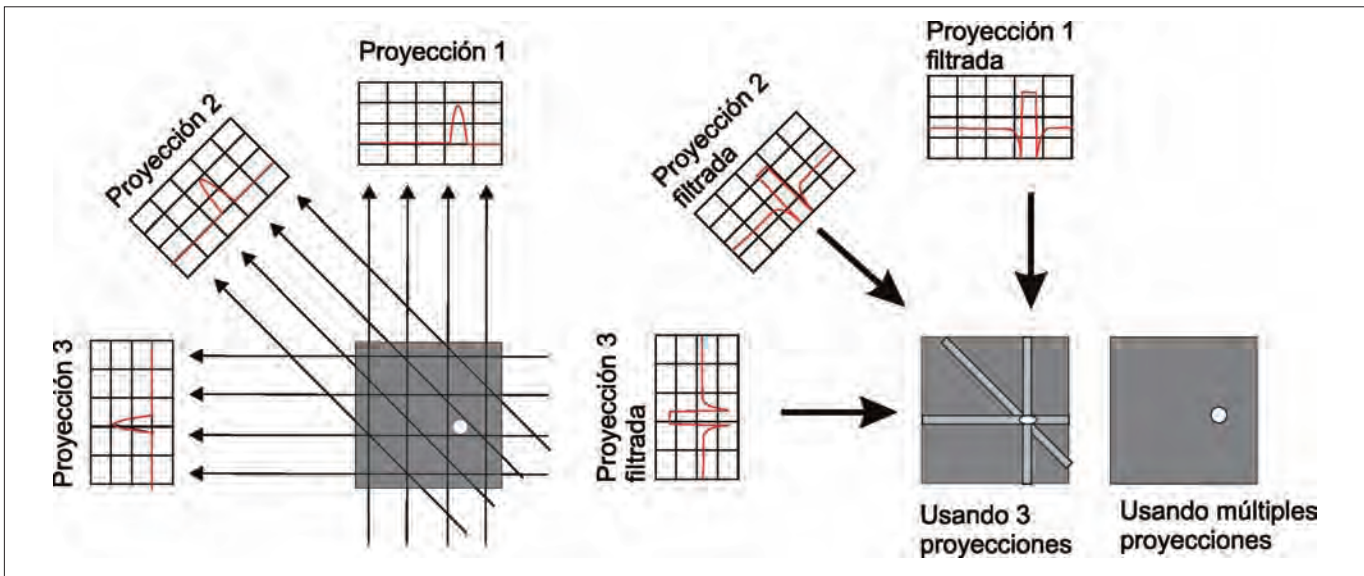 Proyección 1
Proyección 2
Proyección 3
Proyección 1
filtrada
Proyección 2
filtrada
Proyección 3
filtrada
Usando 3
proyecciones
Usando múltiples
proyecciones